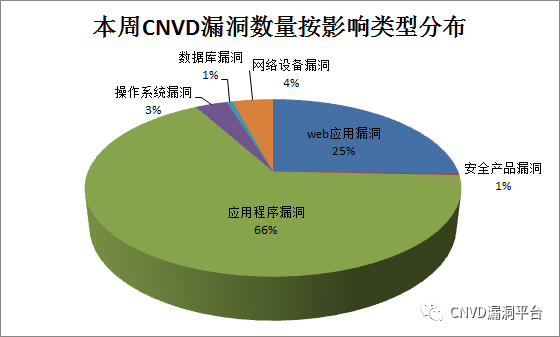 本周CNVD漏洞数量按影响类型分布
数据库漏洞
1%
网络设备漏洞
4%
操作系统漏洞
3%
web应用漏洞
25%
安全产品漏洞
1%
应用程序漏洞
66%
CNVD漏洞平台